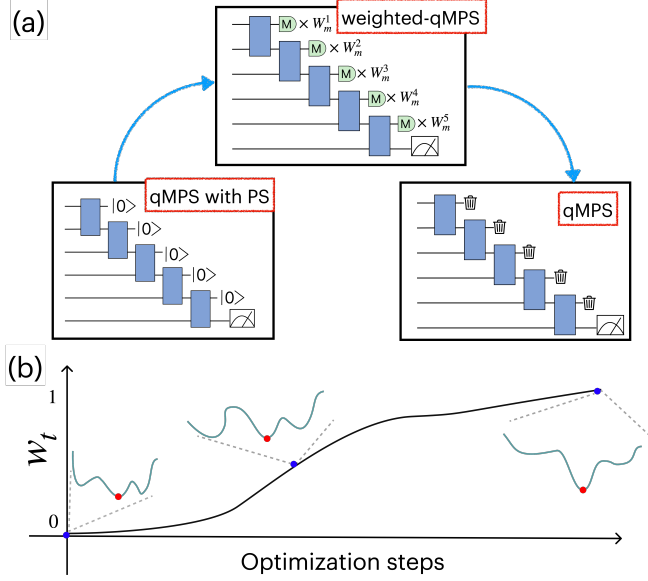 (a)
weighted-qMPS
M × W_m^1
M × W_m^2
M × W_m^3
M × W_m^4
M × W_m^5
qMPS with PS
|0>
|0>
|0>
|0>
|0>
qMPS
(b)
1
w_t
0
Optimization steps